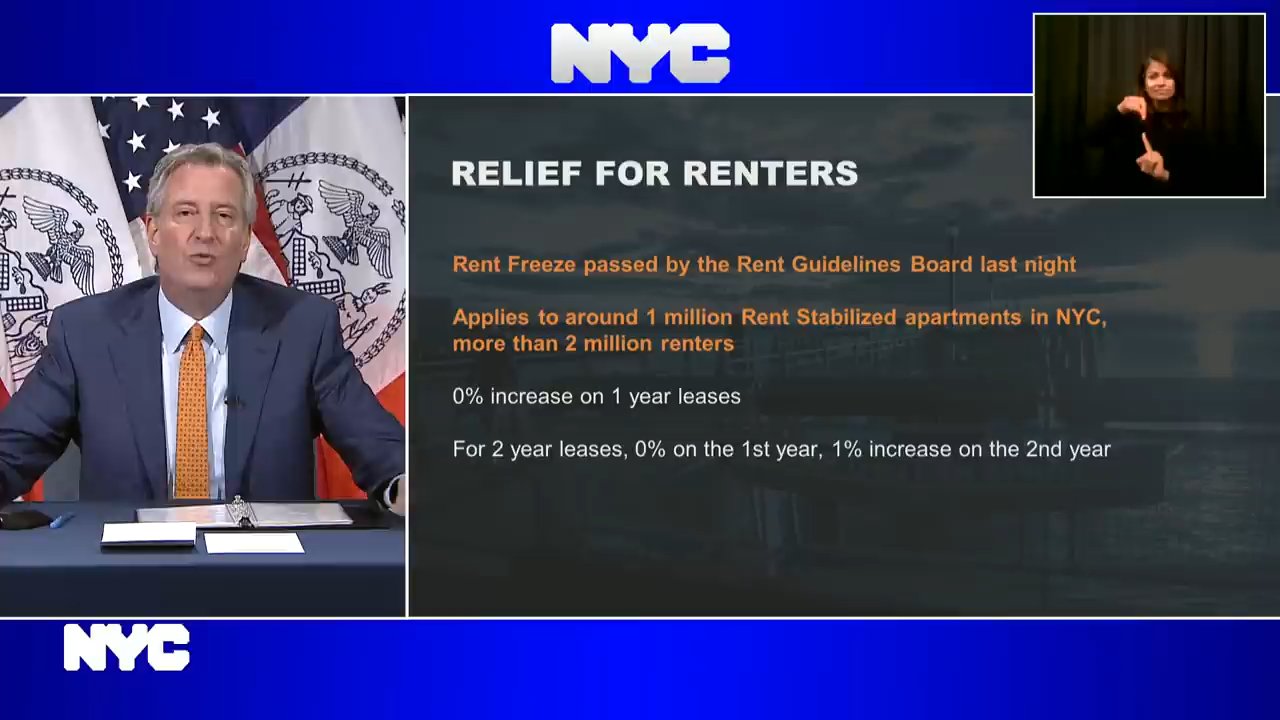 NYC
RELIEF FOR RENTERS
Rent Freeze passed by the Rent Guidelines Board last night
Applies to around 1 million Rent Stabilized apartments in NYC,
more than 2 million renters
0% increase on 1 year leases
For 2 year leases, 0% on the 1st year, 1% increase on the 2nd year
NYC